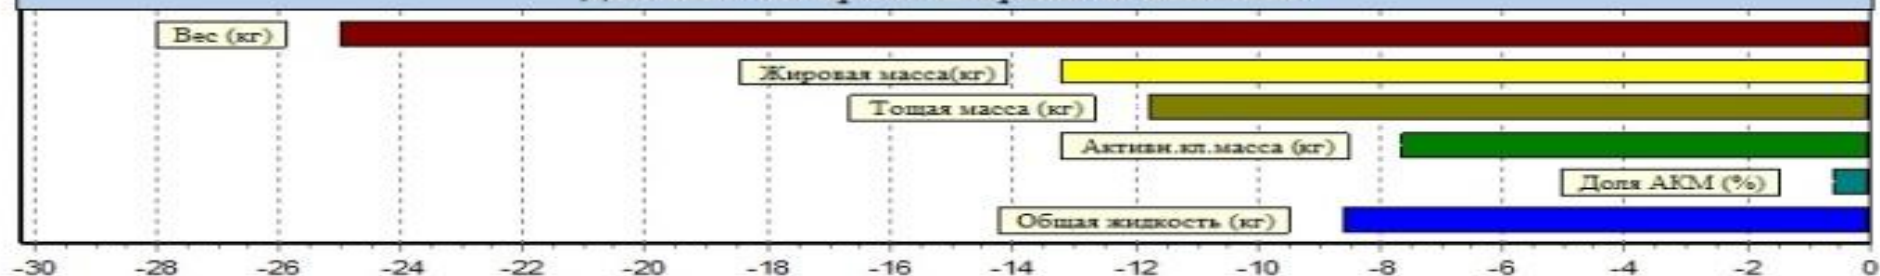 Вес (кг)
Жировая масса(кг)
Тощая масса (кг)
Активн.кл.масса (кг)
Доля АКМ (%)
Общая жидкость (кг)
-30 -28 -26 -24 -22 -20 -18 -16 -14 -12 -10 -8 -6 -4 -2 0